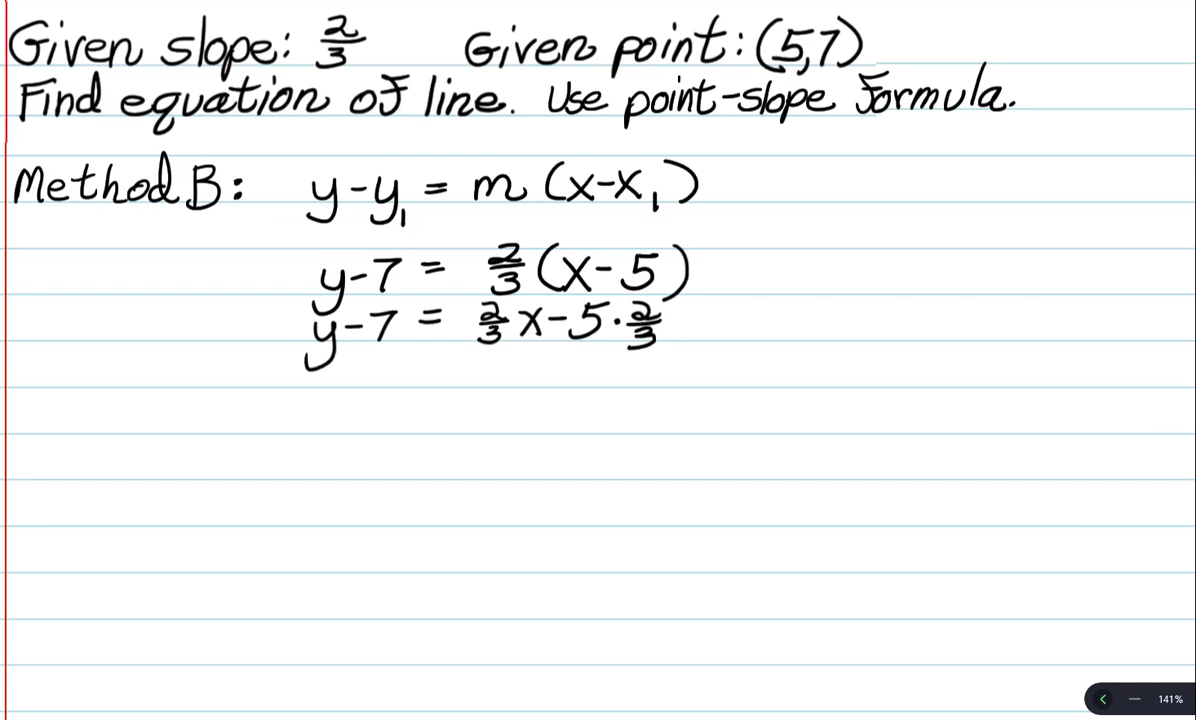 Given slope: 2/3 Given point: (5,7)
Find equation of line. Use point-slope formula.
Method B: y-y₁ = m(x-x₁)
y-7 = 2/3(x-5)
y-7 = 2/3x-5·2/3
141%